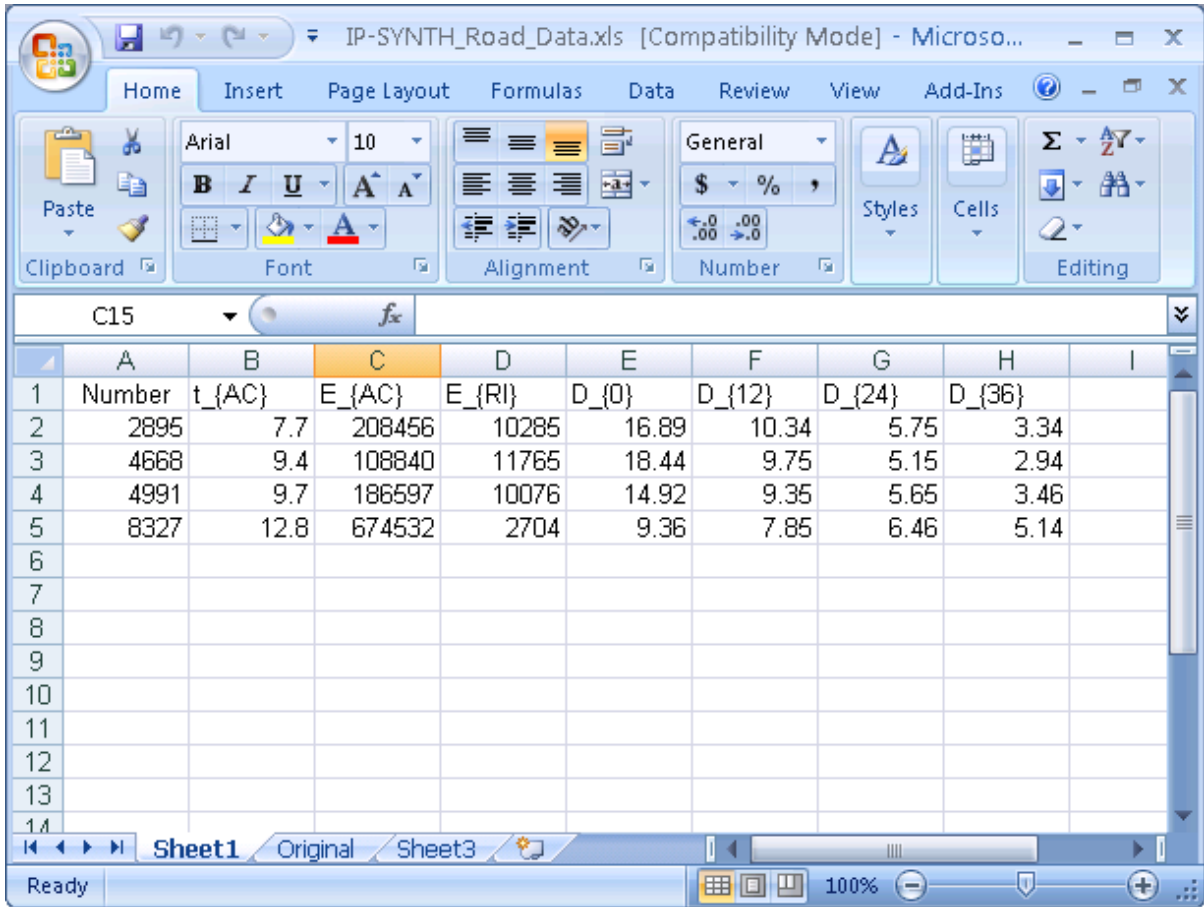 IP-SYNTH_Road_Data.xls [Compatibility Mode] - Microso...
Home Insert Page Layout Formulas Data Review View Add-Ins
Arial 10 General
B I U A A $ % , Σ A Z
Paste Styles Cells
.0 .00 .00 .0
Clipboard Font Alignment Number Editing
C15 fx
A B C D E F G H I
1 Number t_{AC} E_{AC} E_{RI} D_{0} D_{12} D_{24} D_{36}
2 2895 7.7 208456 10285 16.89 10.34 5.75 3.34
3 4668 9.4 108840 11765 18.44 9.75 5.15 2.94
4 4991 9.7 186597 10076 14.92 9.35 5.65 3.46
5 8327 12.8 674532 2704 9.36 7.85 6.46 5.14
6
7
8
9
10
11
12
13
14
Sheet1 Original Sheet3
Ready 100%